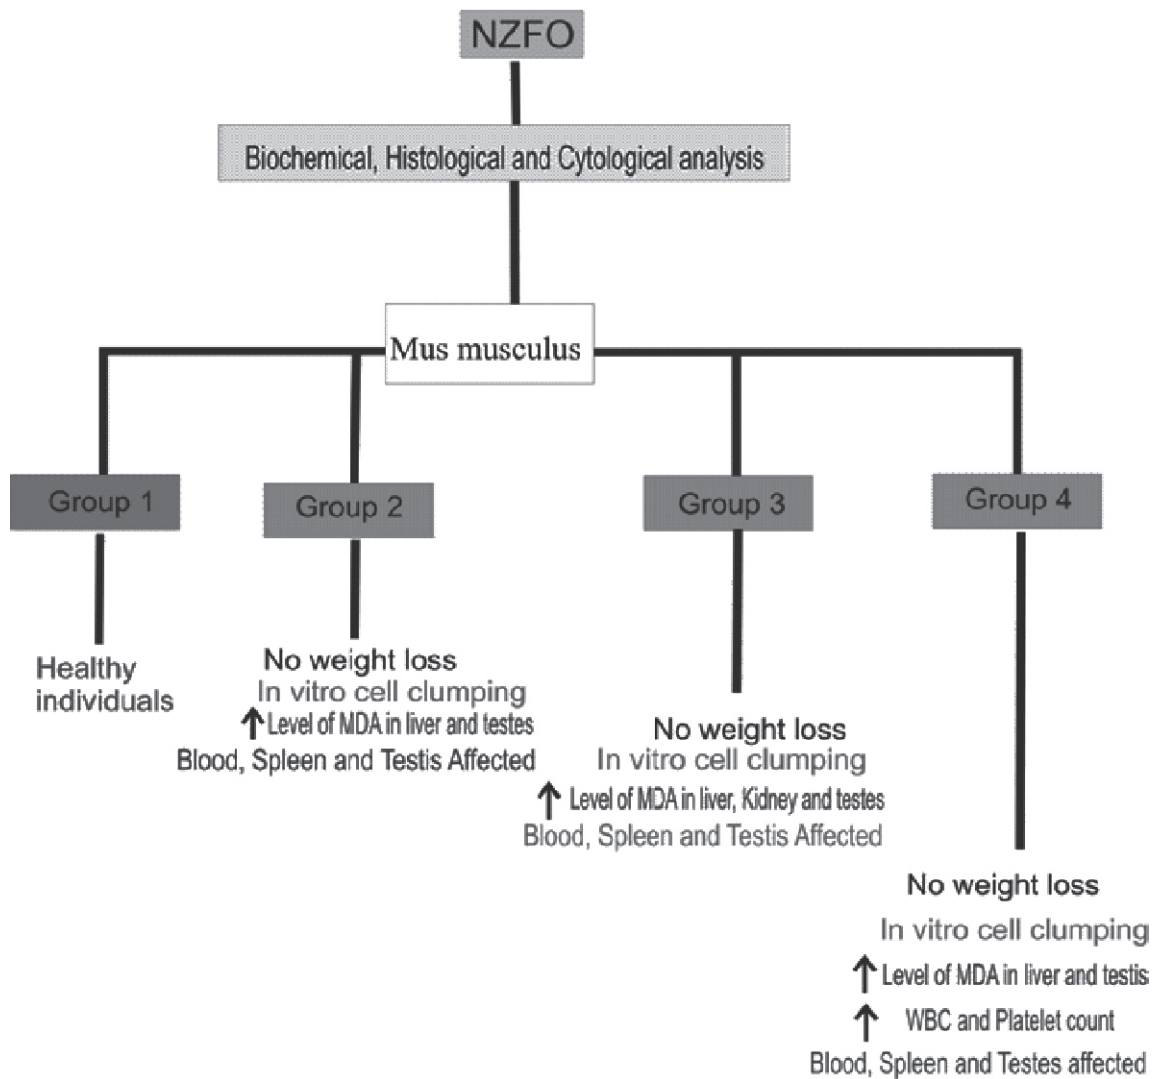 NZFO
Biochemical, Histological and Cytological analysis
Mus musculus
Group 1
Group 2
Group 3
Group 4
Healthy
individuals
No weight loss
In vitro cell clumping
↑ Level of MDA in liver and testes
Blood, Spleen and Testis Affected
No weight loss
In vitro cell clumping
↑ Level of MDA in liver, Kidney and testes
Blood, Spleen and Testis Affected
No weight loss
In vitro cell clumping
↑ Level of MDA in liver and testis
↑ WBC and Platelet count
Blood, Spleen and Testes affected